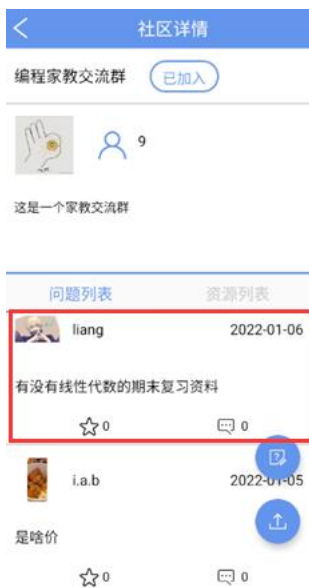 社区详情
编程家教交流群 已加入
9
这是一个家教交流群
问题列表 资源列表
liang 2022-01-06
有没有线性代数的期末复习资料
0 0
i.a.b 2022-01-05
是啥价
0 0